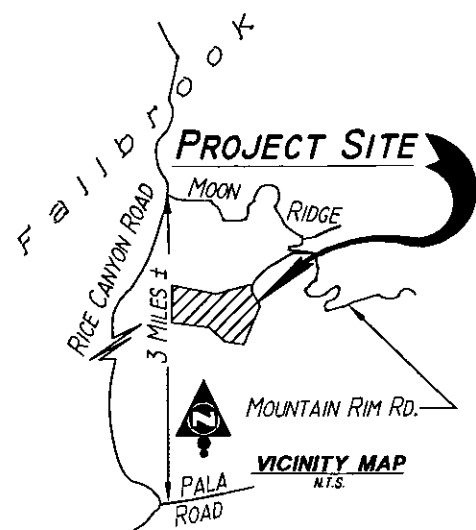 Fallbrook
PROJECT SITE
MOON
RIDGE
RICE CANYON ROAD
3 MILES ±
N
MOUNTAIN RIM RD.
VICINITY MAP
N.T.S.
PALA
ROAD